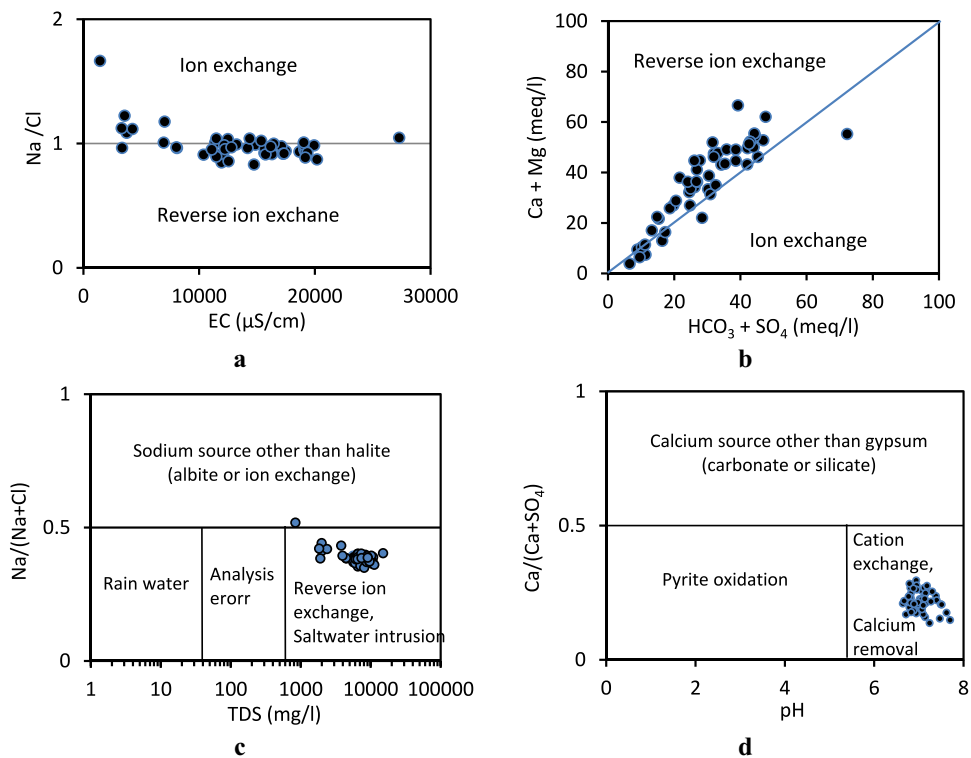 2
1
0
Na /Cl
Ion exchange
Reverse ion exchane
0
10000
20000
30000
EC (µS/cm)
a
100
80
60
40
20
0
Ca + Mg (meq/l)
Reverse ion exchange
Ion exchange
0
20
40
60
80
100
HCO₃ + SO₄ (meq/l)
b
1
0.5
0
Na/(Na+Cl)
Sodium source other than halite
(albite or ion exchange)
Rain water
Analysis
erorr
Reverse ion
exchange,
Saltwater intrusion
1
10
100
1000
10000
100000
TDS (mg/l)
c
1
0.5
0
Ca/(Ca+SO₄)
Calcium source other than gypsum
(carbonate or silicate)
Pyrite oxidation
Cation
exchange,
Calcium
removal
0
2
4
6
8
pH
d